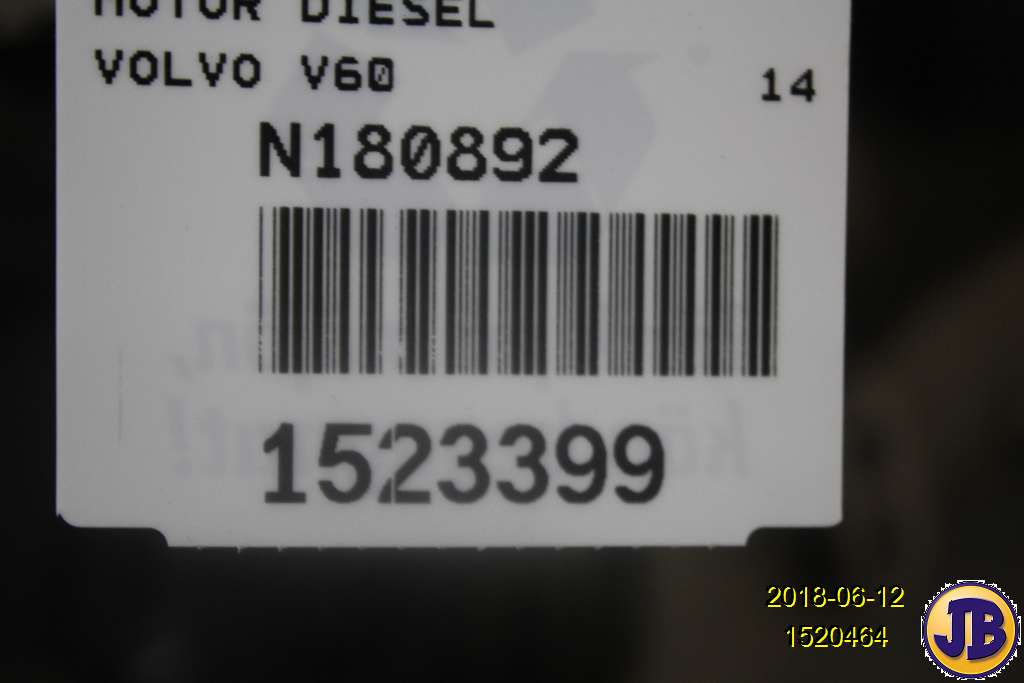 MOTOR DIESEL
VOLVO V60
14
N180892
1523399
2018-06-12
1520464
JB